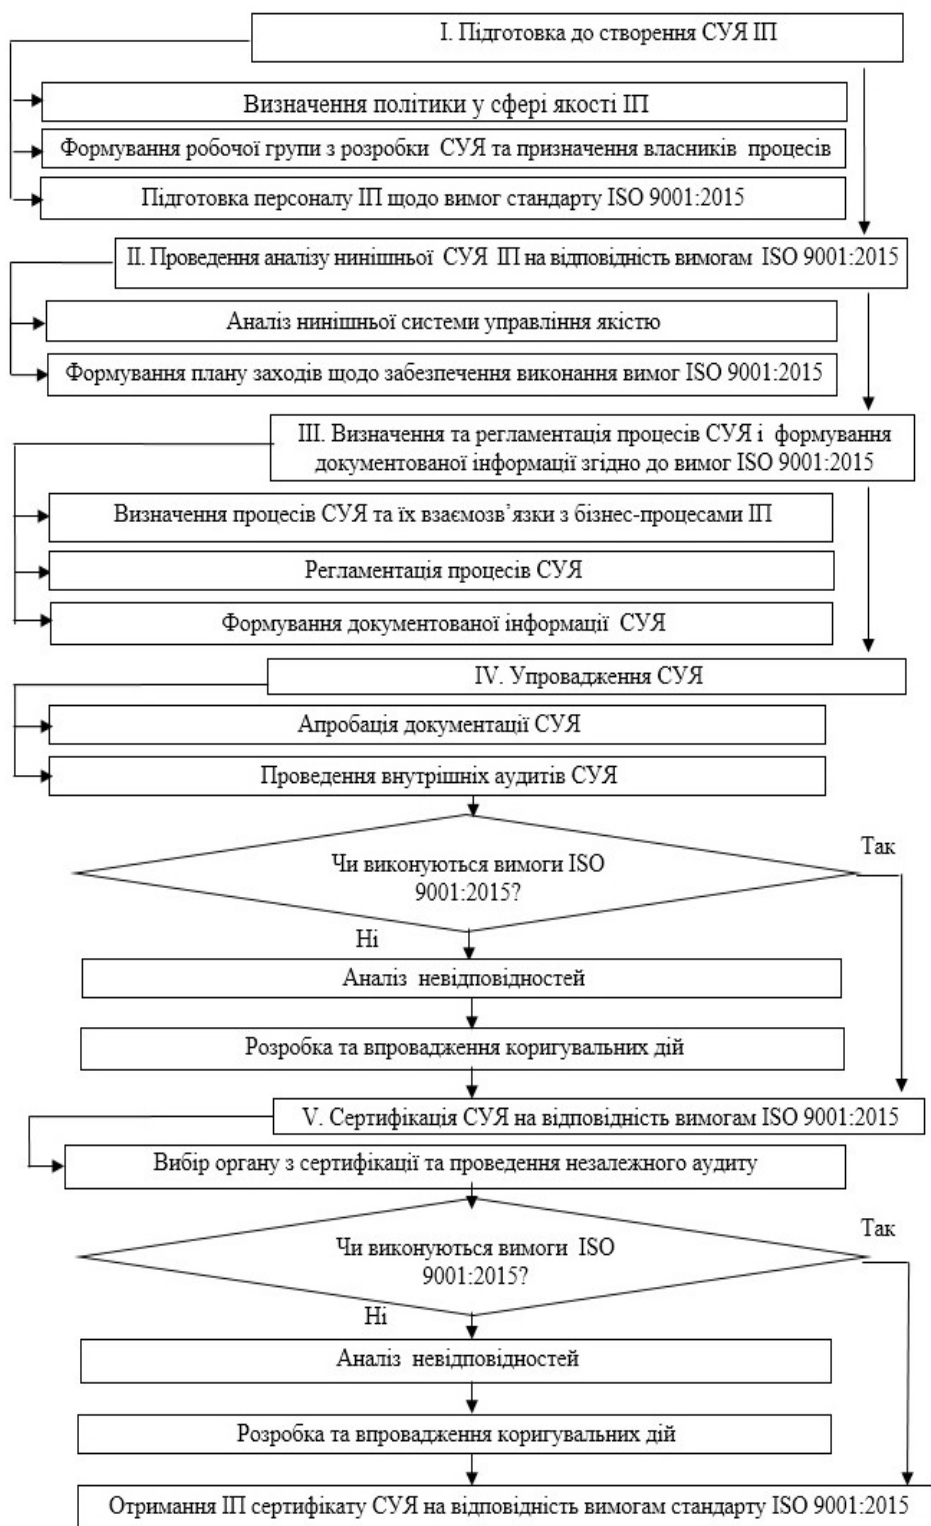 I. Підготовка до створення СУЯ ІП
Визначення політики у сфері якості ІП
Формування робочої групи з розробки СУЯ та призначення власників процесів
Підготовка персоналу ІП щодо вимог стандарту ISO 9001:2015
II. Проведення аналізу нинішньої СУЯ ІП на відповідність вимогам ISO 9001:2015
Аналіз нинішньої системи управління якістю
Формування плану заходів щодо забезпечення виконання вимог ISO 9001:2015
III. Визначення та регламентація процесів СУЯ і формування
документованої інформації згідно до вимог ISO 9001:2015
Визначення процесів СУЯ та їх взаємозв’язки з бізнес-процесами ІП
Регламентація процесів СУЯ
Формування документованої інформації СУЯ
IV. Упровадження СУЯ
Апробація документації СУЯ
Проведення внутрішніх аудитів СУЯ
Так
Чи виконуються вимоги ISO
9001:2015?
Ні
Аналіз невідповідностей
Розробка та впровадження коригувальних дій
V. Сертифікація СУЯ на відповідність вимогам ISO 9001:2015
Вибір органу з сертифікації та проведення незалежного аудиту
Так
Чи виконуються вимоги ISO
9001:2015?
Ні
Аналіз невідповідностей
Розробка та впровадження коригувальних дій
Отримання ІП сертифікату СУЯ на відповідність вимогам стандарту ISO 9001:2015